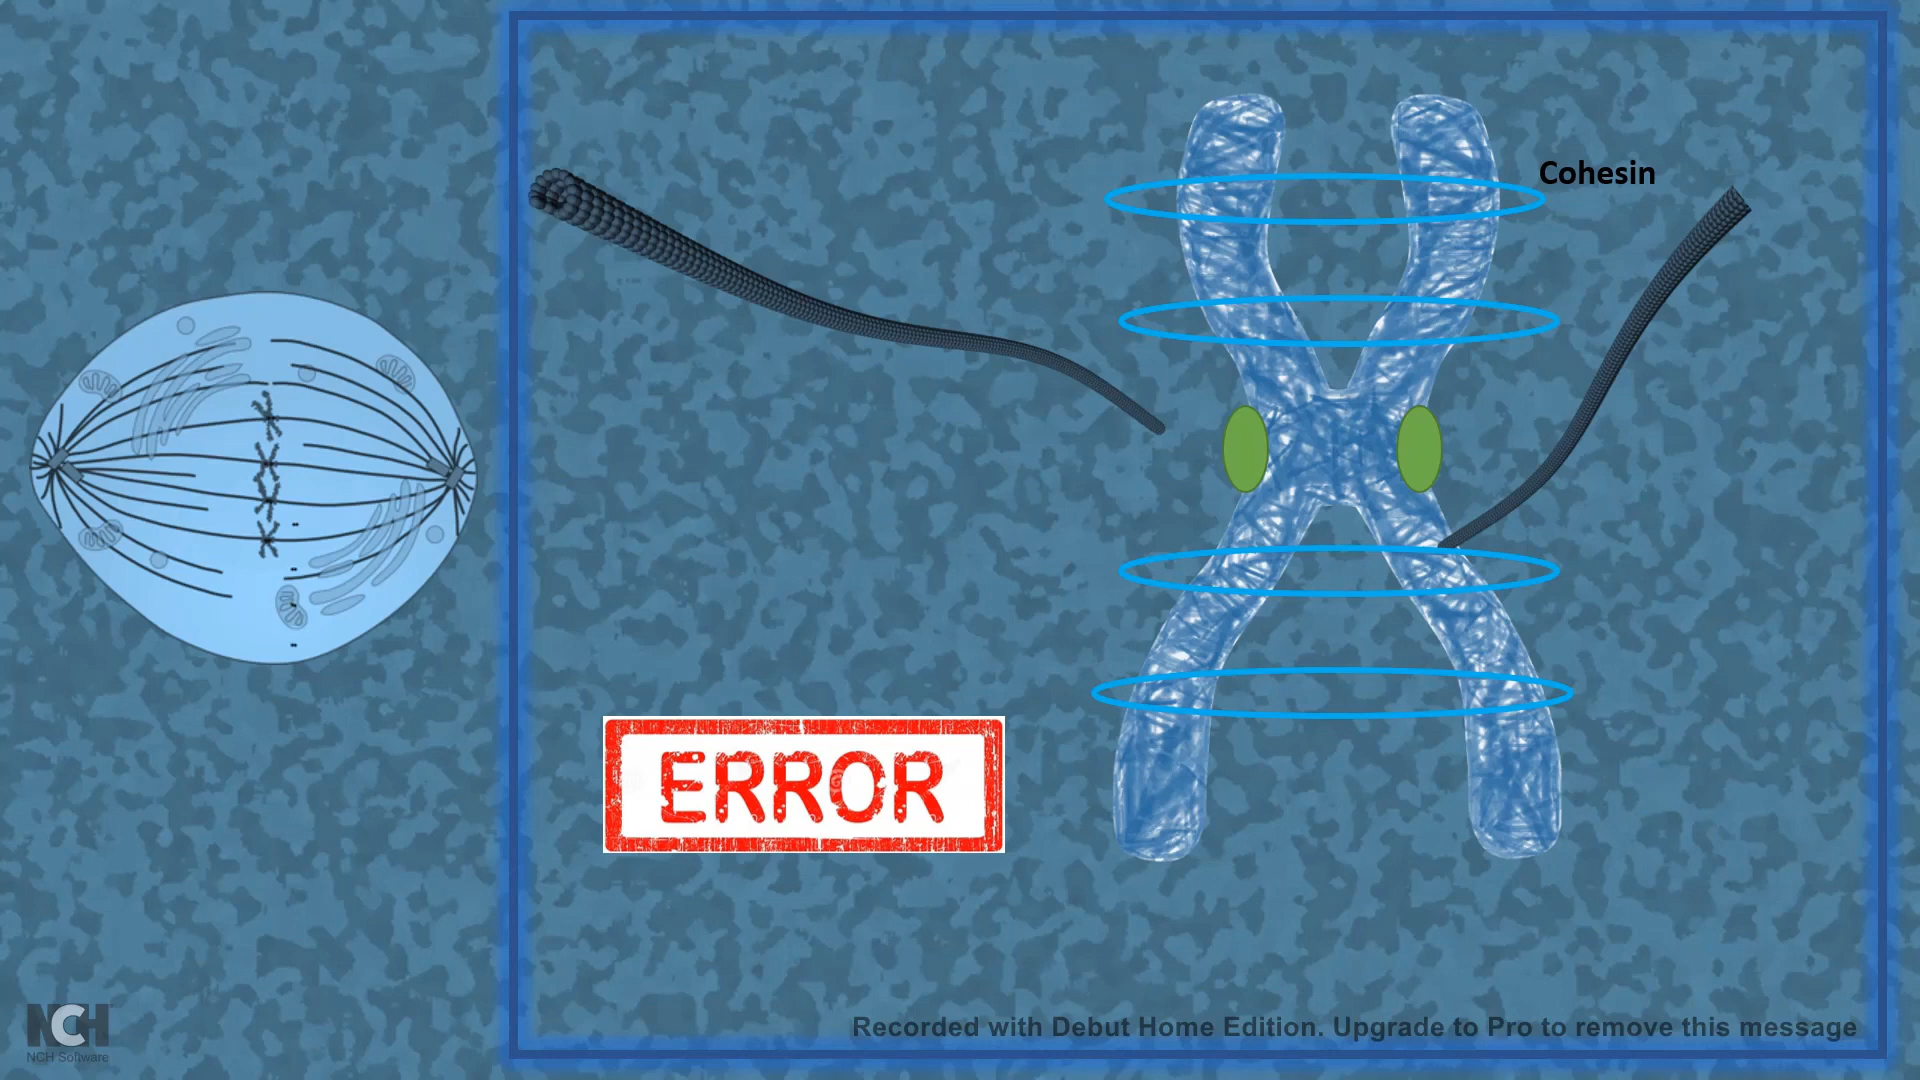 Cohesin
ERROR
NCH
NCH Software
Recorded with Debut Home Edition. Upgrade to Pro to remove this message